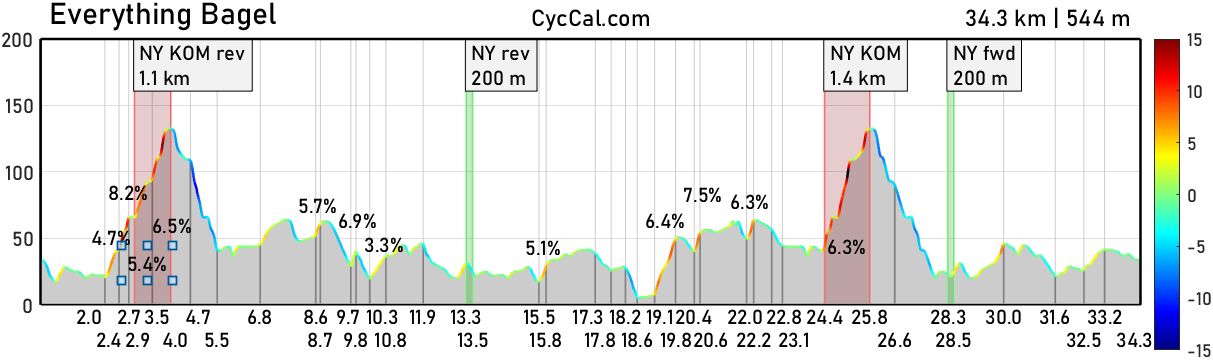 Everything Bagel
CycCal.com
34.3 km | 544 m
200
150
100
50
0
NY KOM rev
1.1 km
NY rev
200 m
NY KOM
1.4 km
NY fwd
200 m
8.2%
4.7%
5.4%
6.5%
5.7%
6.9%
3.3%
5.1%
6.4%
7.5%
6.3%
6.3%
2.0 2.7 3.5 4.7 6.8 8.6 9.7 10.3 11.9 13.3 15.5 17.3 18.2 19.1 20.4 22.0 22.8 24.4 25.8 28.3 30.0 31.6 33.2
2.4 2.9 4.0 5.5 8.7 9.8 10.8 13.5 15.8 17.8 18.6 19.8 20.6 22.2 23.1 26.6 28.5 32.5 34.3
15
10
5
0
-5
-10
-15